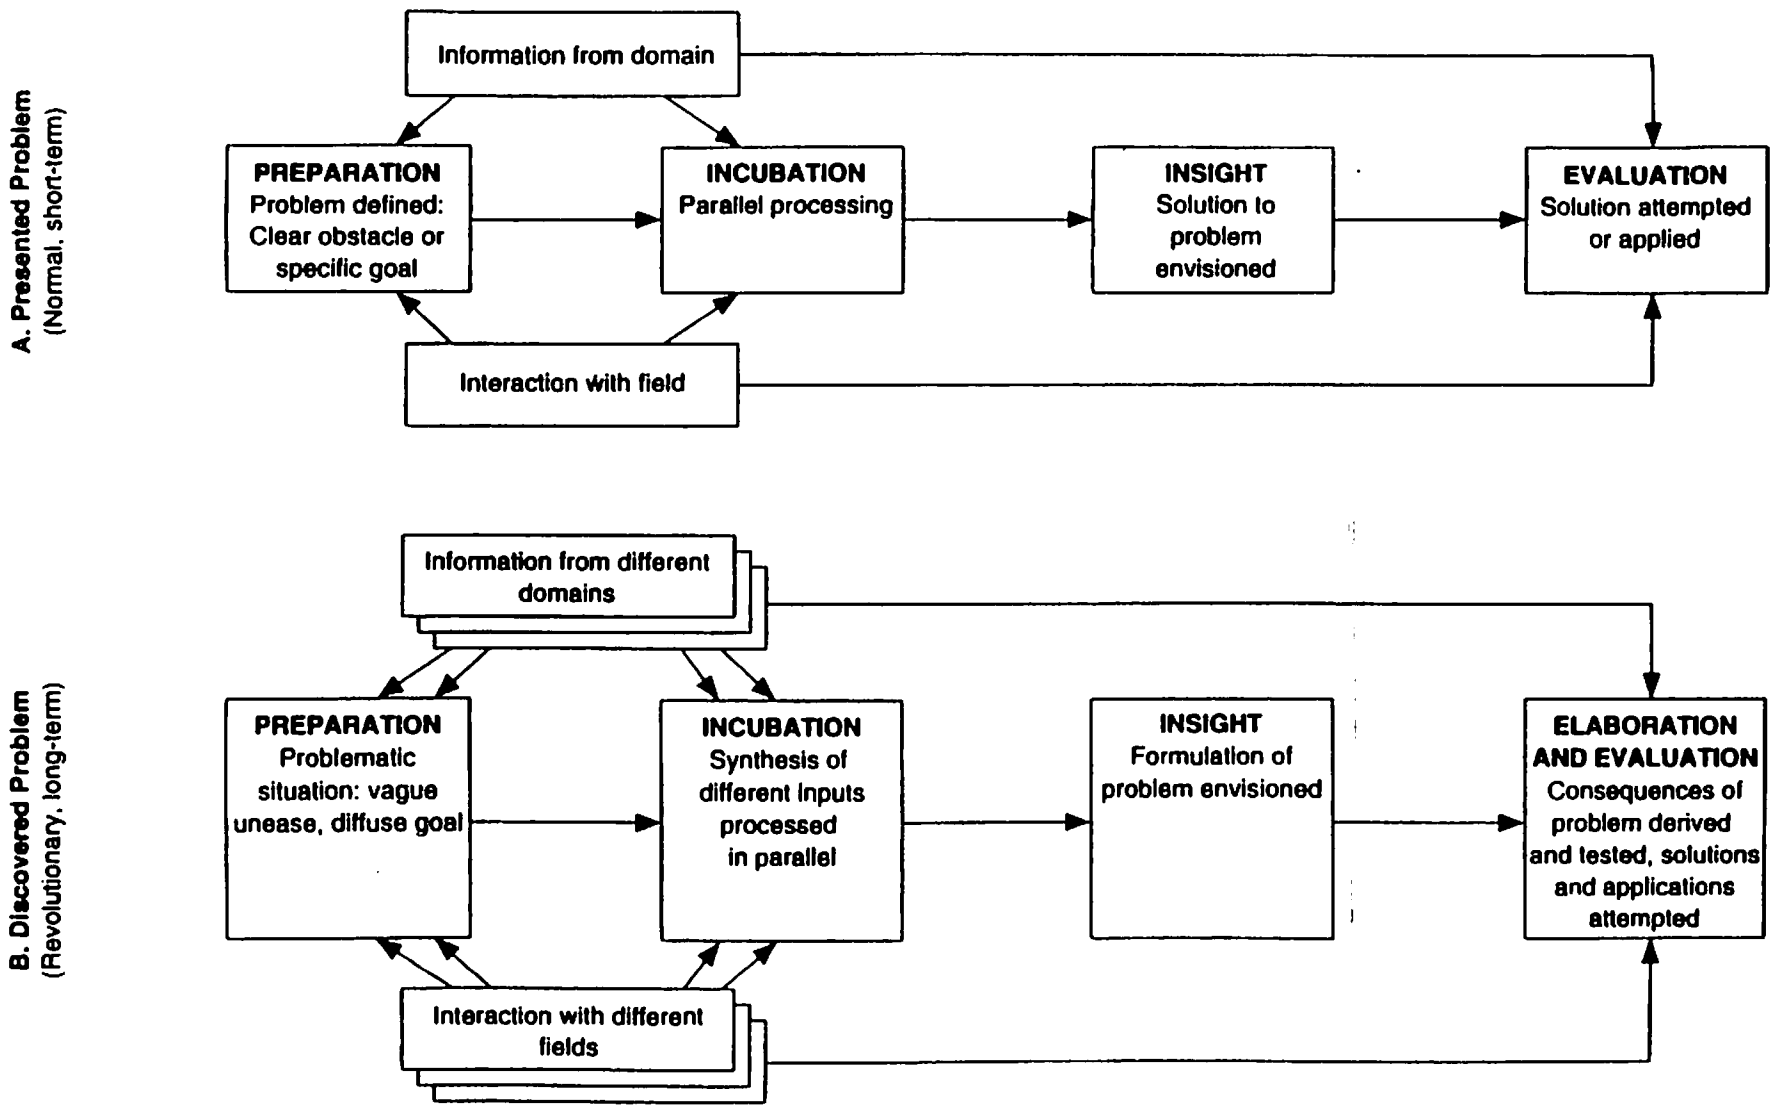 A. Presented Problem
(Normal, short-term)
Information from domain
PREPARATION
Problem defined:
Clear obstacle or
specific goal
INCUBATION
Parallel processing
INSIGHT
Solution to
problem
envisioned
EVALUATION
Solution attempted
or applied
Interaction with field
B. Discovered Problem
(Revolutionary, long-term)
Information from different
domains
PREPARATION
Problematic
situation: vague
unease, diffuse goal
INCUBATION
Synthesis of
different inputs
processed
in parallel
INSIGHT
Formulation of
problem envisioned
ELABORATION
AND EVALUATION
Consequences of
problem derived
and tested, solutions
and applications
attempted
Interaction with different
fields